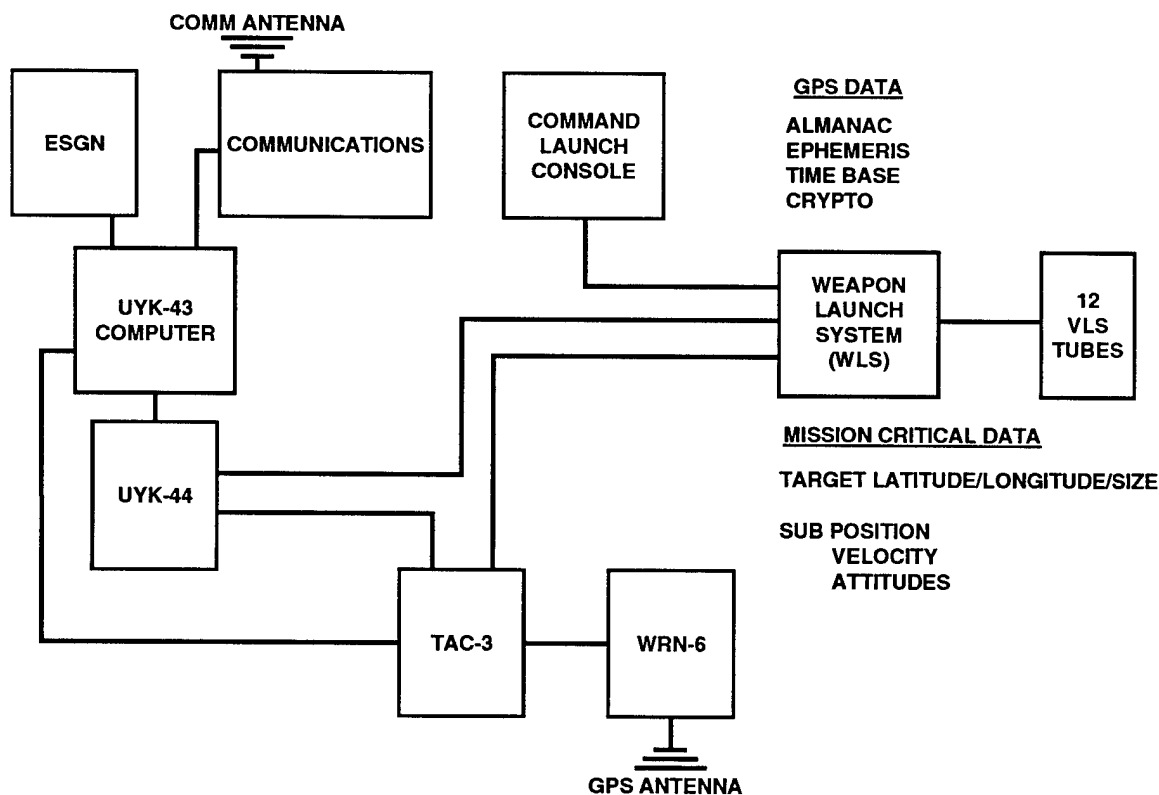 COMM ANTENNA
ESGN
COMMUNICATIONS
COMMAND
LAUNCH
CONSOLE
GPS DATA
ALMANAC
EPHEMERIS
TIME BASE
CRYPTO
UYK-43
COMPUTER
WEAPON
LAUNCH
SYSTEM
(WLS)
12
VLS
TUBES
MISSION CRITICAL DATA
TARGET LATITUDE/LONGITUDE/SIZE
SUB POSITION
VELOCITY
ATTITUDES
UYK-44
TAC-3
WRN-6
GPS ANTENNA